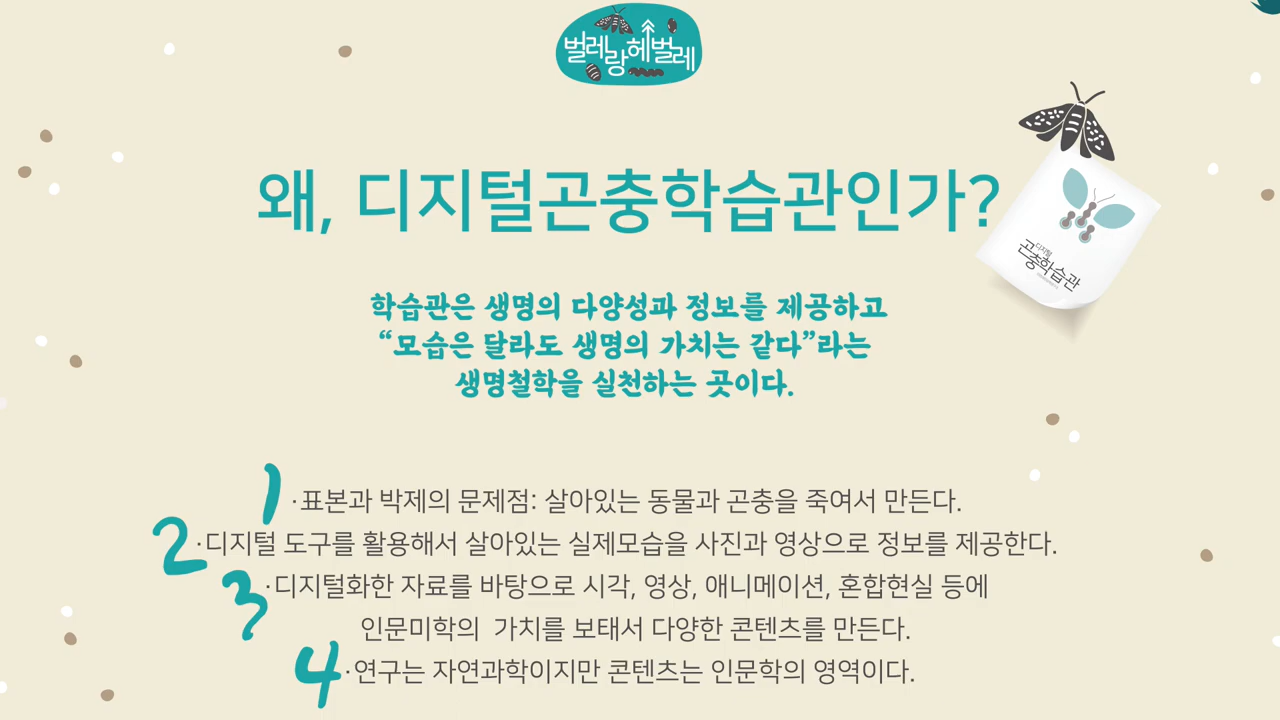 벌레랑헤벌레
왜, 디지털곤충학습관인가?
디지털
곤충학습관
학습관은 생명의 다양성과 정보를 제공하고
“모습은 달라도 생명의 가치는 같다”라는
생명철학을 실천하는 곳이다.
1 ·표본과 박제의 문제점: 살아있는 동물과 곤충을 죽여서 만든다.
2 ·디지털 도구를 활용해서 살아있는 실제모습을 사진과 영상으로 정보를 제공한다.
3 ·디지털화한 자료를 바탕으로 시각, 영상, 애니메이션, 혼합현실 등에
인문미학의 가치를 보태서 다양한 콘텐츠를 만든다.
4 ·연구는 자연과학이지만 콘텐츠는 인문학의 영역이다.